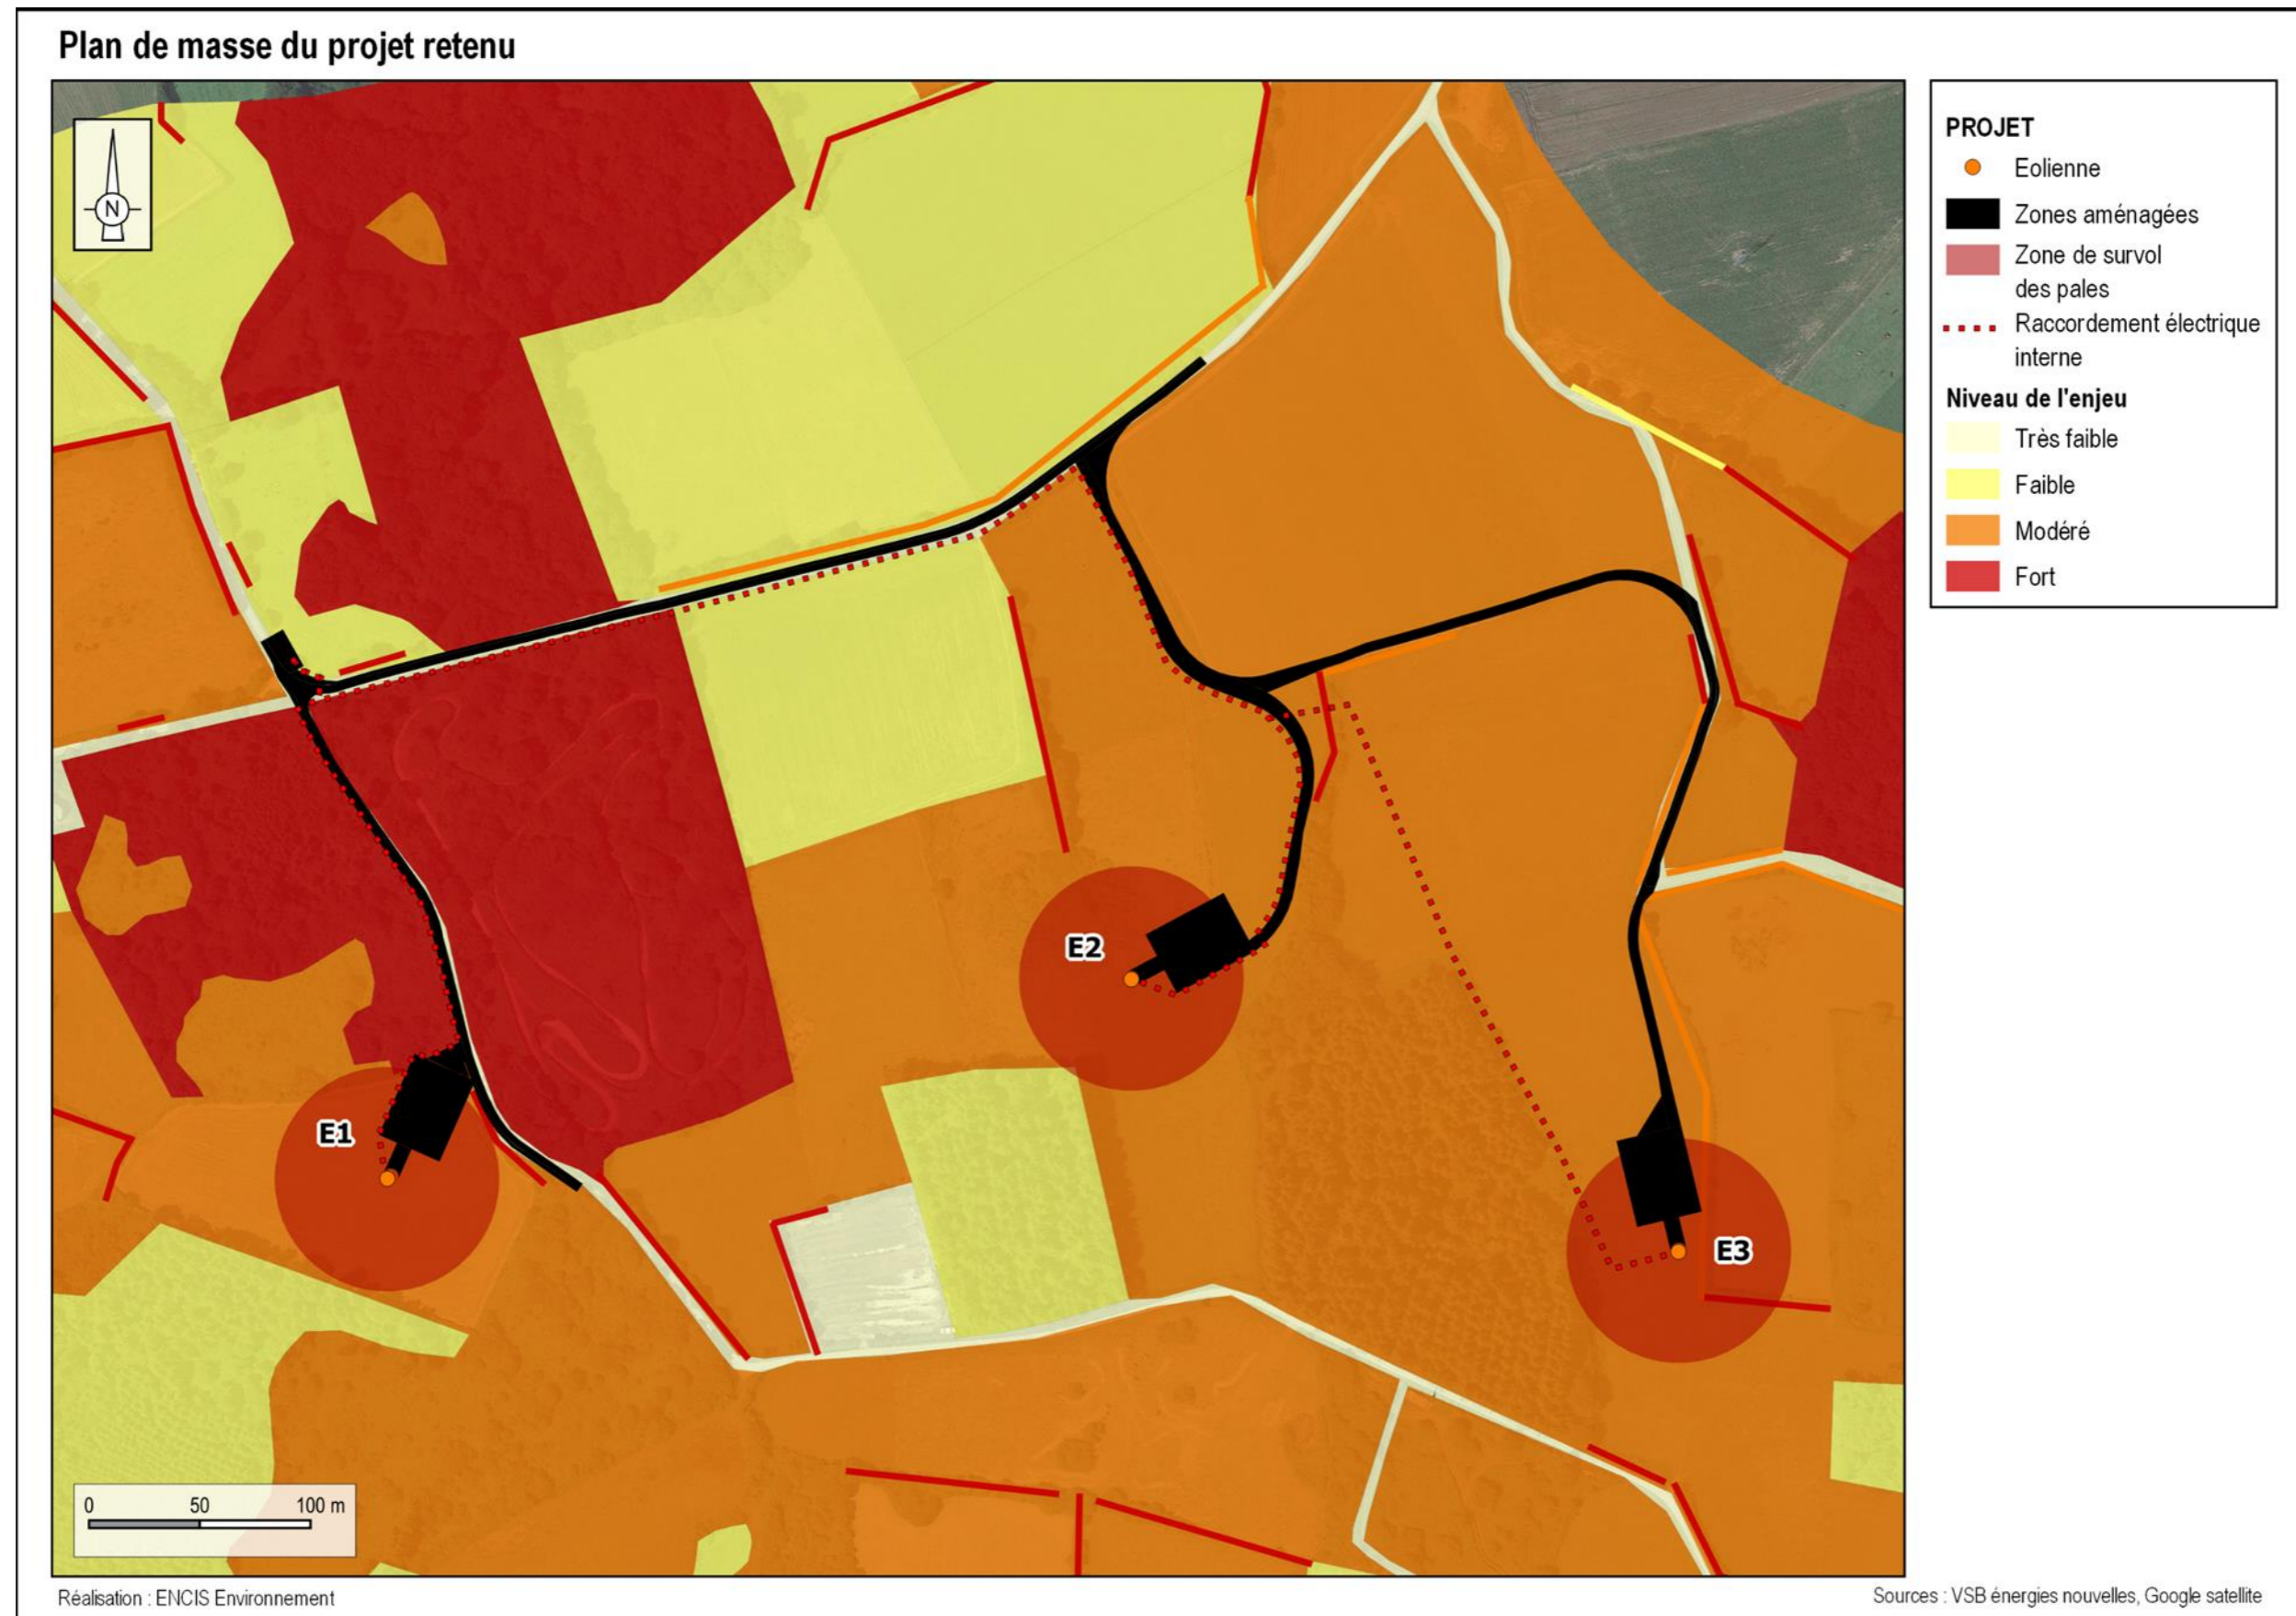 Plan de masse du projet retenu
N
E2
E1
E3
0 50 100 m
PROJET
Eolienne
Zones aménagées
Zone de survol
des pales
Raccordement électrique
interne
Niveau de l'enjeu
Très faible
Faible
Modéré
Fort
Réalisation : ENCIS Environnement
Sources : VSB énergies nouvelles, Google satellite